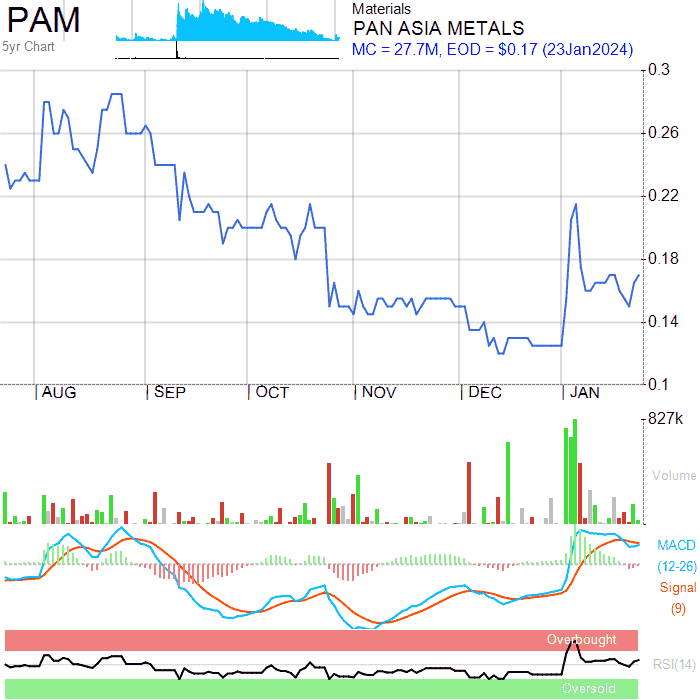 PAM
5yr Chart
Materials
PAN ASIA METALS
MC = 27.7M, EOD = $0.17 (23Jan2024)
0.3
0.26
0.22
0.18
0.14
0.1
AUG SEP OCT NOV DEC JAN
827k
Volume
MACD
(12-26)
Signal
(9)
Overbought
RSI(14)
Oversold